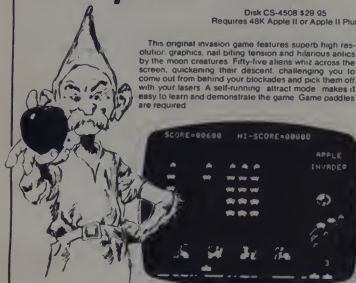 Disk CS-4508 $29.95
Requires 48K Apple II or Apple II Plu
This original invasion game features superb high res-
olution graphics, nail biting tension and hilarious antics
by the moon creatures. Fifty-five aliens whiz across the
screen, quickening their descent, challenging you to
come out from behind your blockades and pick them off
with your lasers. A self-running attract mode makes it
easy to learn and demonstrate the game. Game paddles
are required
SCORE=00600 HI-SCORE=00000
APPLE
INVADER
3